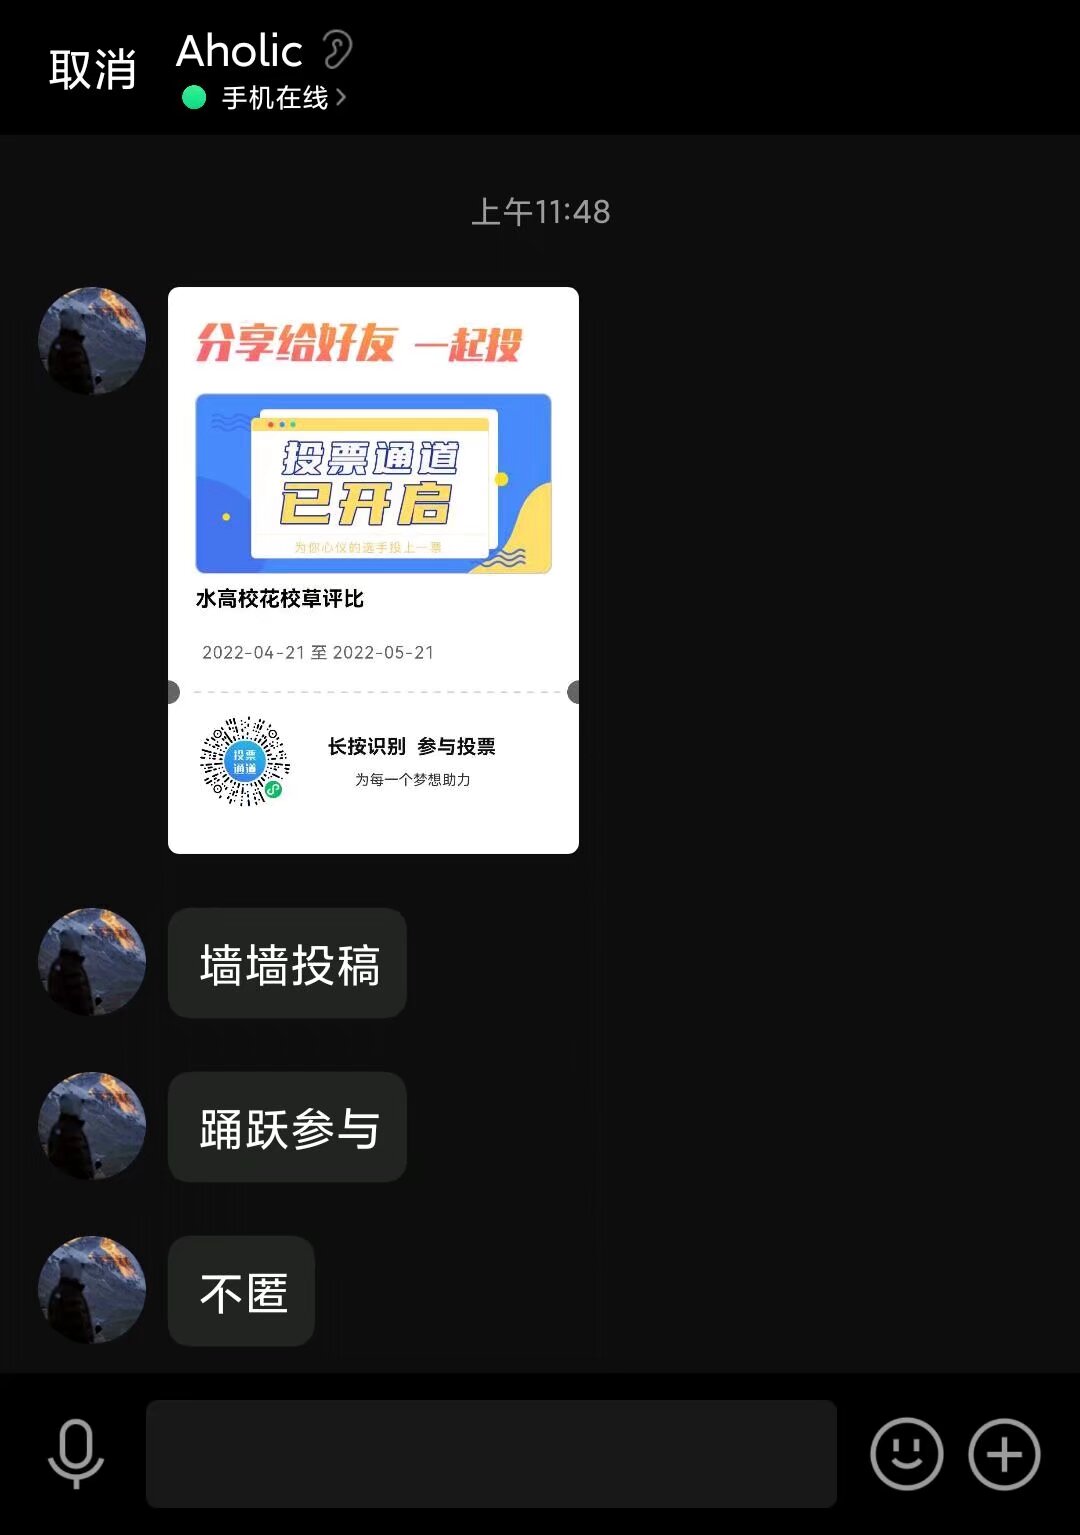 取消
Aholic
手机在线
上午11:48
分享给好友 一起投
投票通道
已开启
为你心仪的选手投上一票
水高校花校草评比
2022-04-21 至 2022-05-21
投票
通道
长按识别 参与投票
为每一个梦想助力
墙墙投稿
踊跃参与
不匿